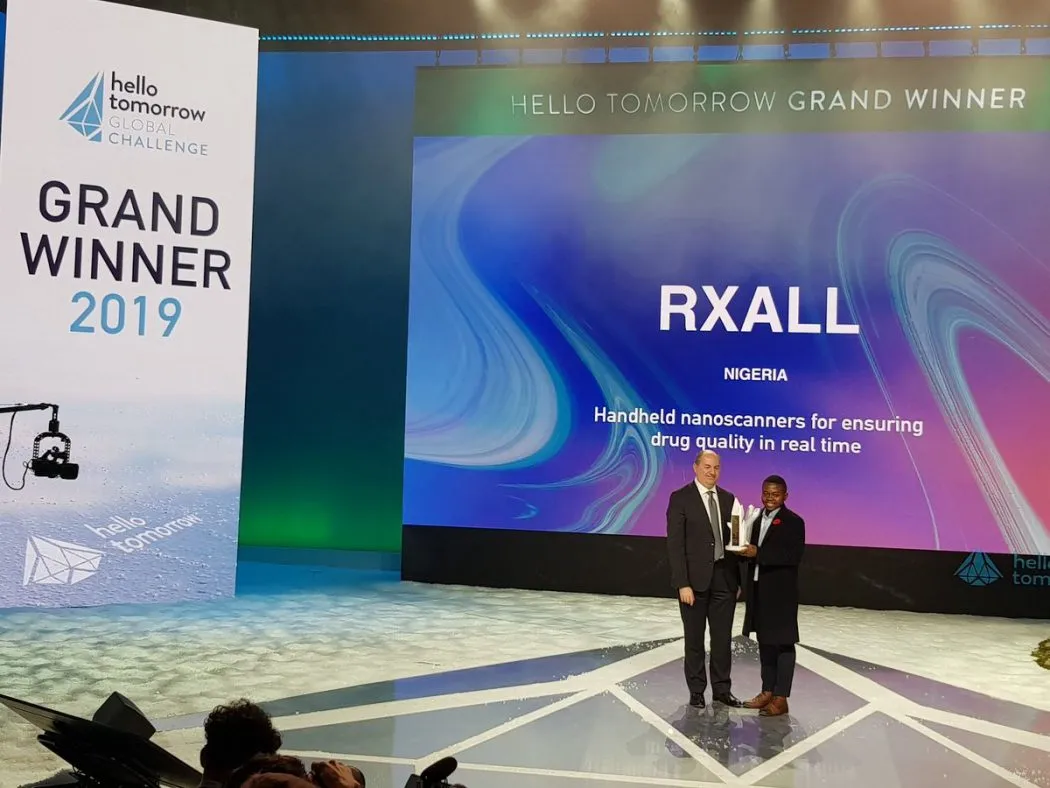 hello
tomorrow
GLOBAL
CHALLENGE
GRAND
WINNER
2019
hello
tomorrow
HELLO TOMORROW GRAND WINNER
RXALL
NIGERIA
Handheld nanoscanners for ensuring
drug quality in real time
hello
tom